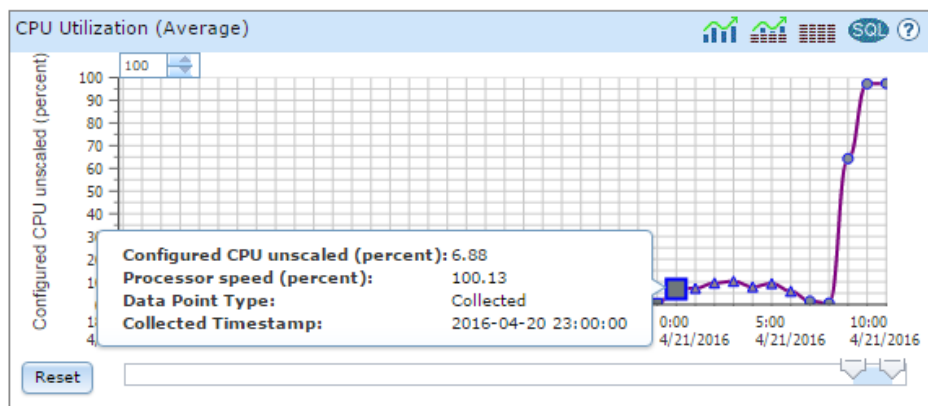 CPU Utilization (Average)
SQL
?
100
Configured CPU unscaled (percent)
100
90
80
70
60
50
40
Configured CPU unscaled (percent): 6.88
Processor speed (percent): 100.13
Data Point Type: Collected
Collected Timestamp: 2016-04-20 23:00:00
0:00 5:00 10:00
4/21/2016 4/21/2016 4/21/2016
Reset